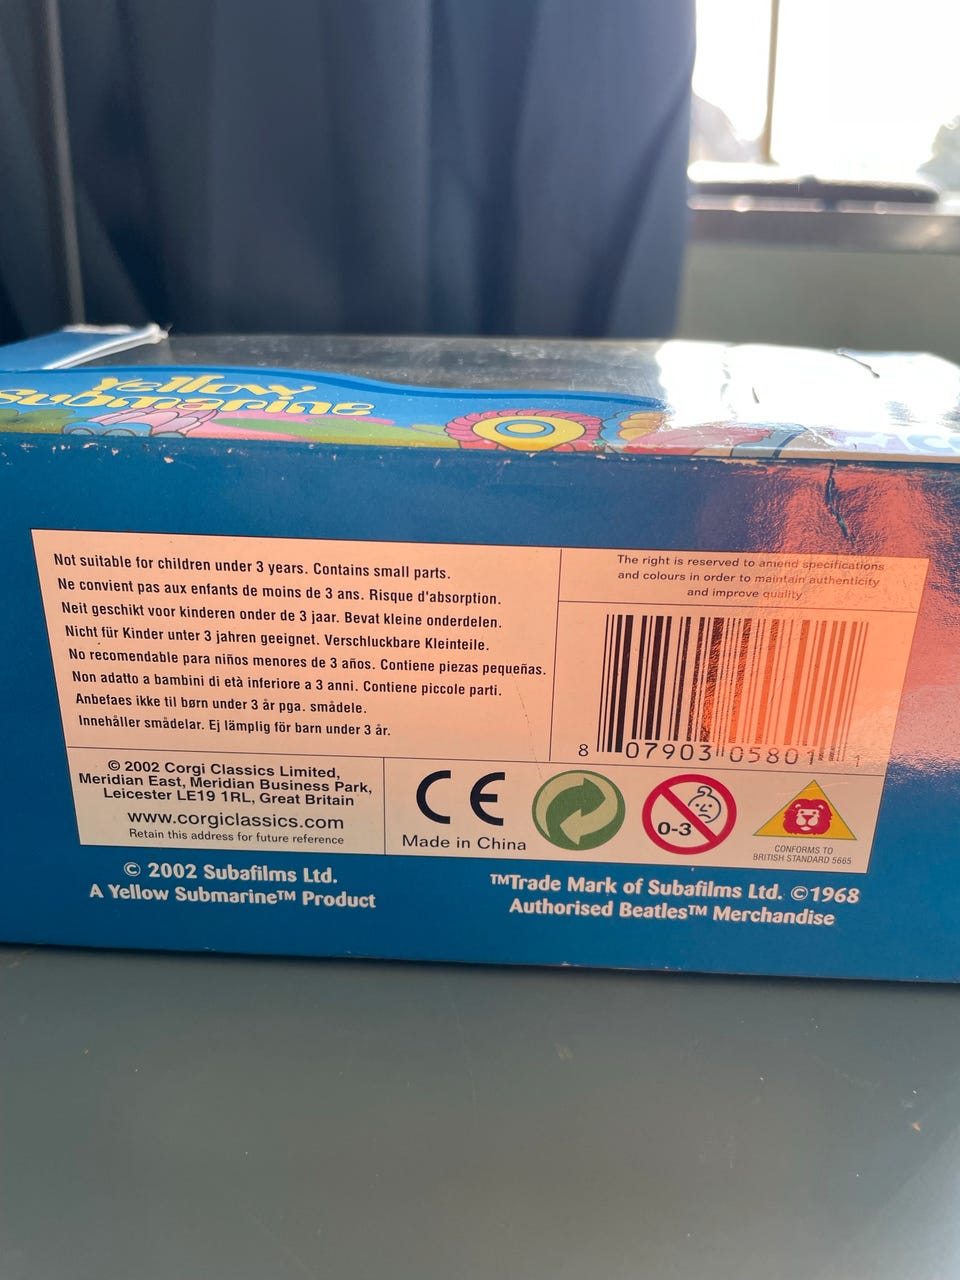 Yellow
Submarine
Not suitable for children under 3 years. Contains small parts.
Ne convient pas aux enfants de moins de 3 ans. Risque d'absorption.
Neit geschikt voor kinderen onder de 3 jaar. Bevat kleine onderdelen.
Nicht für Kinder unter 3 jahren geeignet. Verschluckbare Kleinteile.
No recomendable para niños menores de 3 años. Contiene piezas pequeñas.
Non adatto a bambini di età inferiore a 3 anni. Contiene piccole parti.
Anbefaes ikke til børn under 3 år pga. smådele.
Innehåller smådelar. Ej lämplig för barn under 3 år.
The right is reserved to amend specifications
and colours in order to maintain authenticity
and improve quality
8 07903 05801 1
© 2002 Corgi Classics Limited,
Meridian East, Meridian Business Park,
Leicester LE19 1RL, Great Britain
www.corgiclassics.com
Retain this address for future reference
CE
Made in China
0-3
CONFORMS TO
BRITISH STANDARD 5665
© 2002 Subafilms Ltd.
A Yellow Submarine™ Product
™Trade Mark of Subafilms Ltd. ©1968
Authorised Beatles™ Merchandise